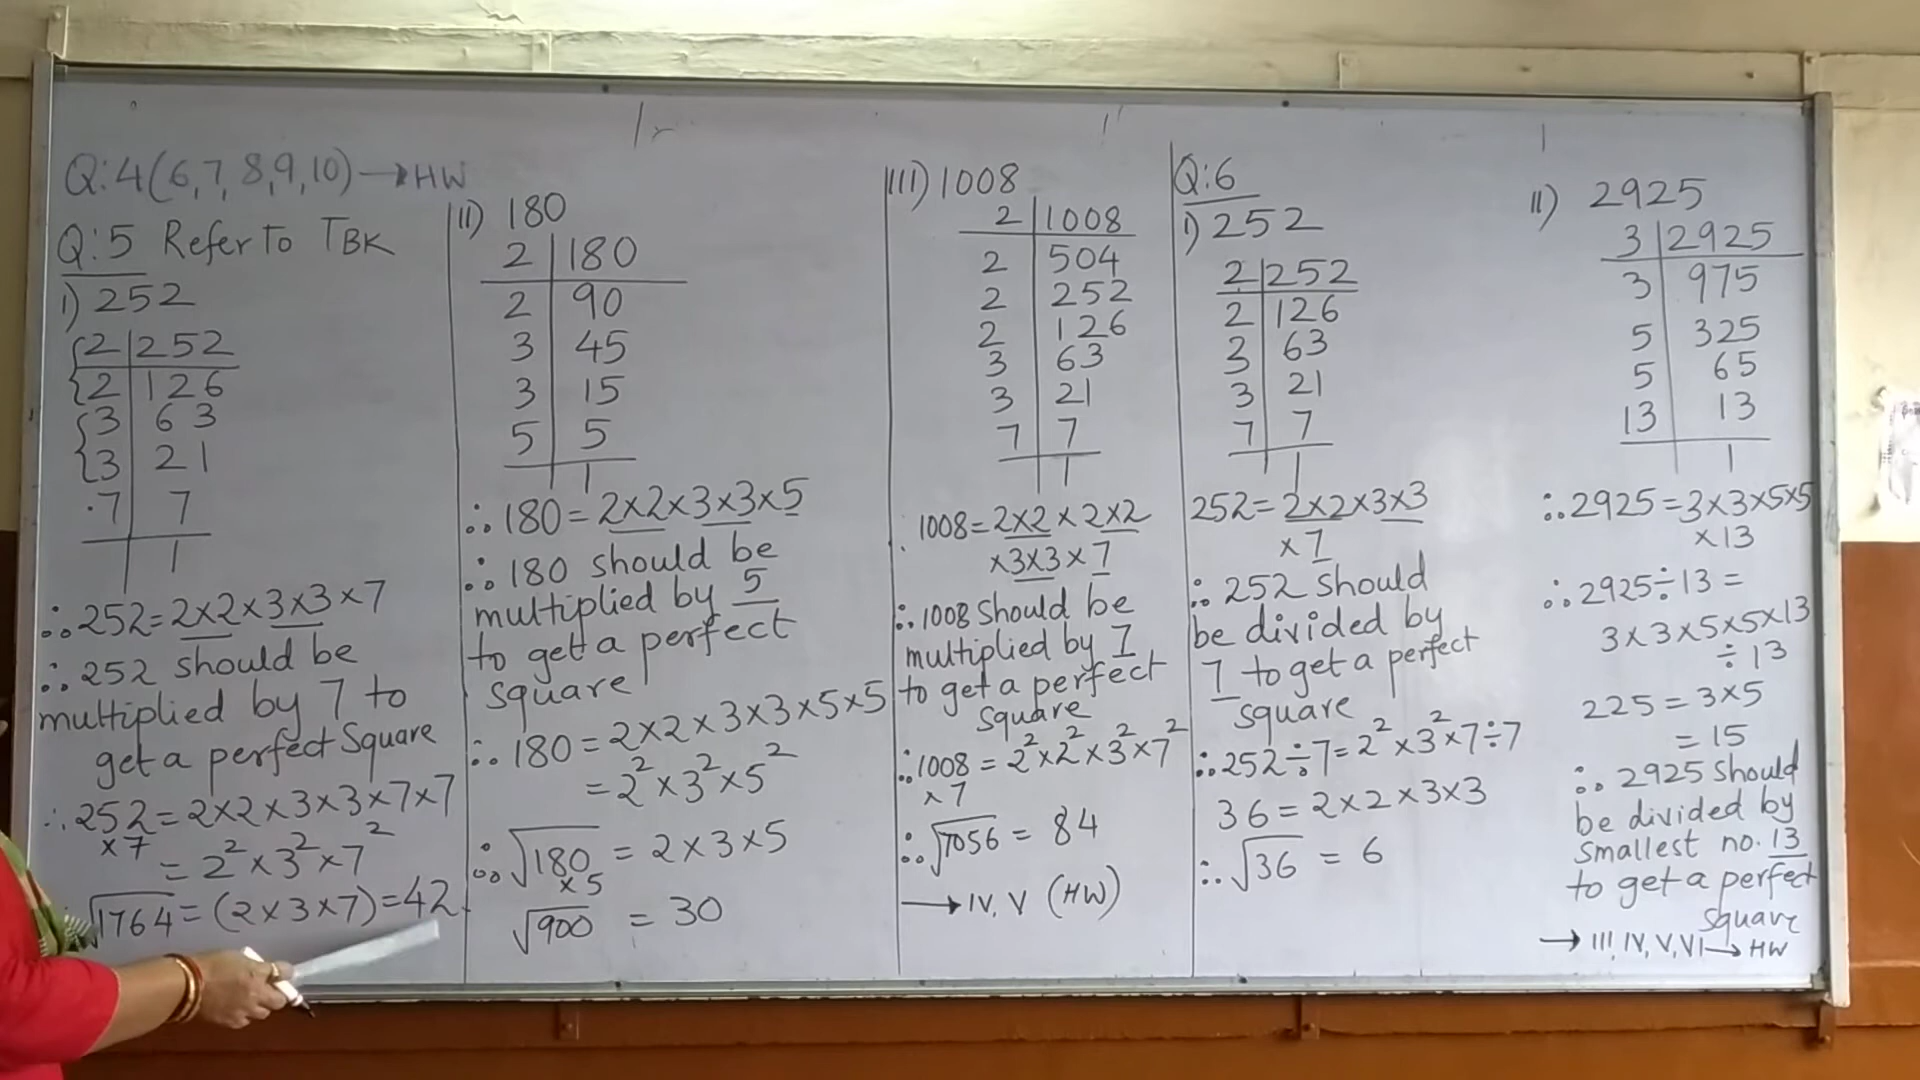 Q:4(6,7,8,9,10)→HW
Q:5 Refer To TBK
I) 252
2 252
2 126
3 63
3 21
7 7
1
∴252=2×2×3×3×7
∴252 should be
multiplied by 7 to
get a perfect Square
∴252=2×2×3×3×7×7
×7
=2²×3²×7²
√1764=(2×3×7)=42
II) 180
2 180
2 90
3 45
3 15
5 5
1
∴180=2×2×3×3×5
∴180 should be
multiplied by 5
to get a perfect
square
∴180=2×2×3×3×5×5
=2²×3²×5²
∴√180=2×3×5
×5
√900 = 30
III) 1008
2 1008
2 504
2 252
2 126
3 63
3 21
7 7
1
1008=2×2×2×2
×3×3×7
∴1008 should be
multiplied by 7
to get a perfect
square
∴1008=2²×2²×3²×7²
×7
∴√7056 = 84
→IV, V (HW)
Q:6
I) 252
2 252
2 126
3 63
3 21
7 7
1
252=2×2×3×3
×7
∴252 should
be divided by
7 to get a perfect
square
∴252÷7=2²×3²×7÷7
36=2×2×3×3
∴√36 = 6
II) 2925
3 2925
3 975
5 325
5 65
13 13
1
∴2925=3×3×5×5
×13
∴2925÷13=
3×3×5×5×13
÷13
225=3×5
=15
∴2925 should
be divided by
smallest no. 13
to get a perfect
square
→III, IV, V, VI→HW